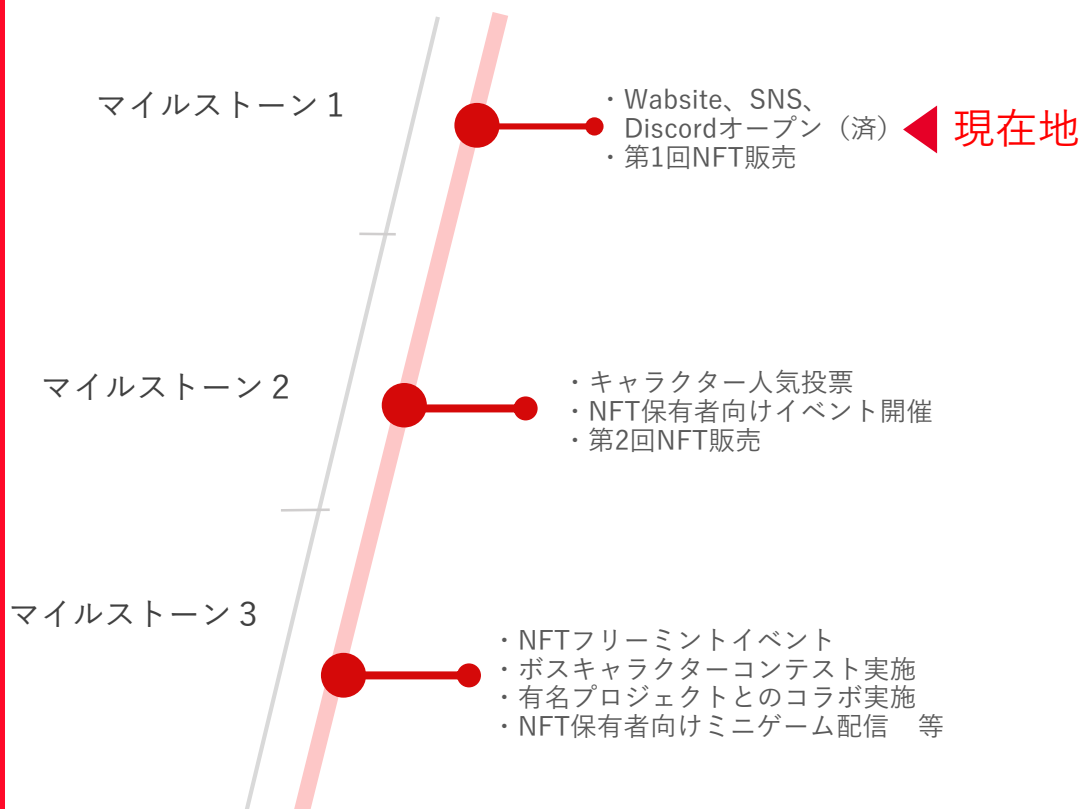 マイルストーン1
・Wabsite、SNS、
Discordオープン（済）
・第1回NFT販売
現在地
マイルストーン2
・キャラクター人気投票
・NFT保有者向けイベント開催
・第2回NFT販売
マイルストーン3
・NFTフリーミントイベント
・ボスキャラクターコンテスト実施
・有名プロジェクトとのコラボ実施
・NFT保有者向けミニゲーム配信　等